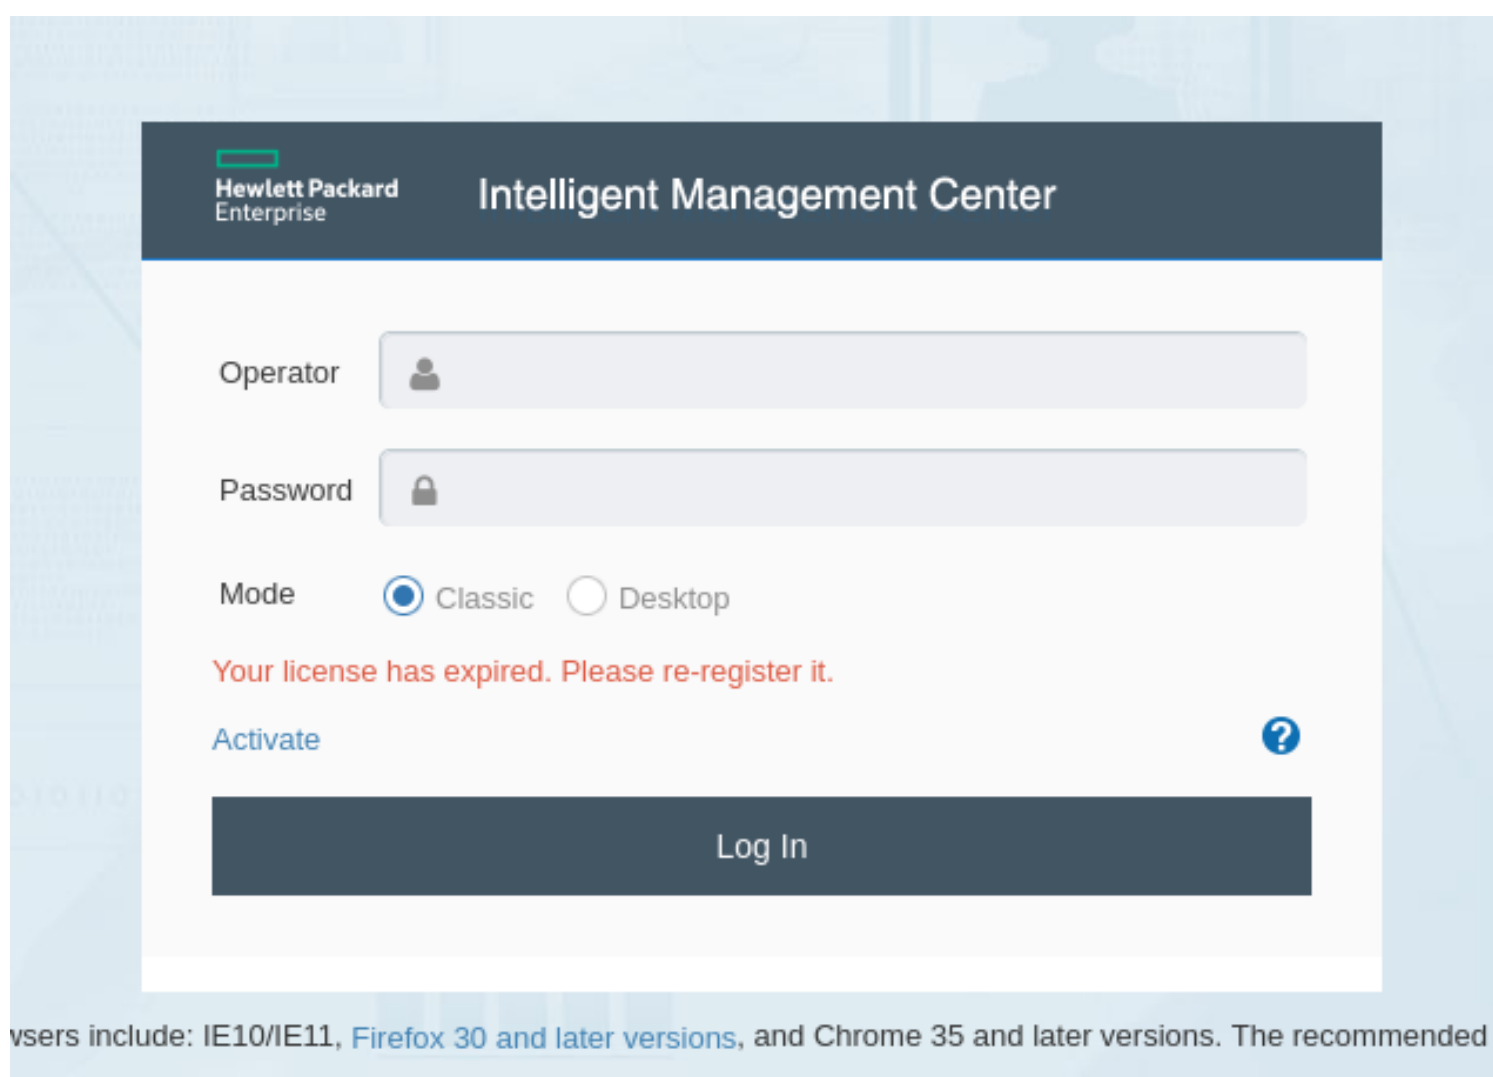 Hewlett Packard
Enterprise
Intelligent Management Center
Operator
Password
Mode
Classic
Desktop
Your license has expired. Please re-register it.
Activate
?
Log In
include: IE10/IE11, Firefox 30 and later versions, and Chrome 35 and later versions. The recommended